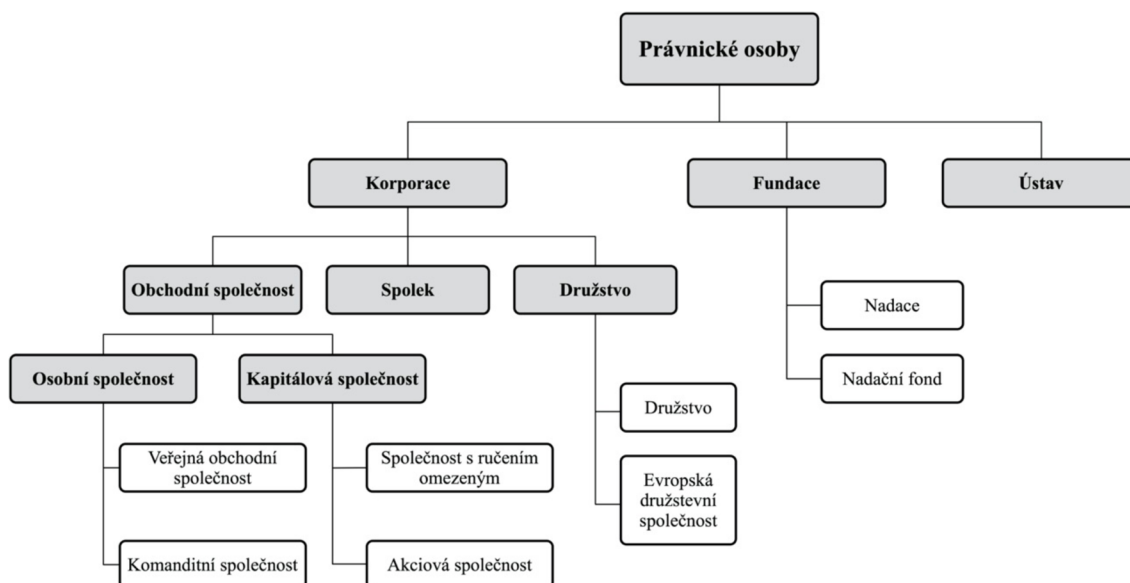 Právnické osoby
Korporace
Fundace
Ústav
Obchodní společnost
Spolek
Družstvo
Nadace
Nadační fond
Osobní společnost
Kapitálová společnost
Družstvo
Evropská
družstevní
společnost
Veřejná obchodní
společnost
Společnost s ručením
omezeným
Komanditní společnost
Akciová společnost